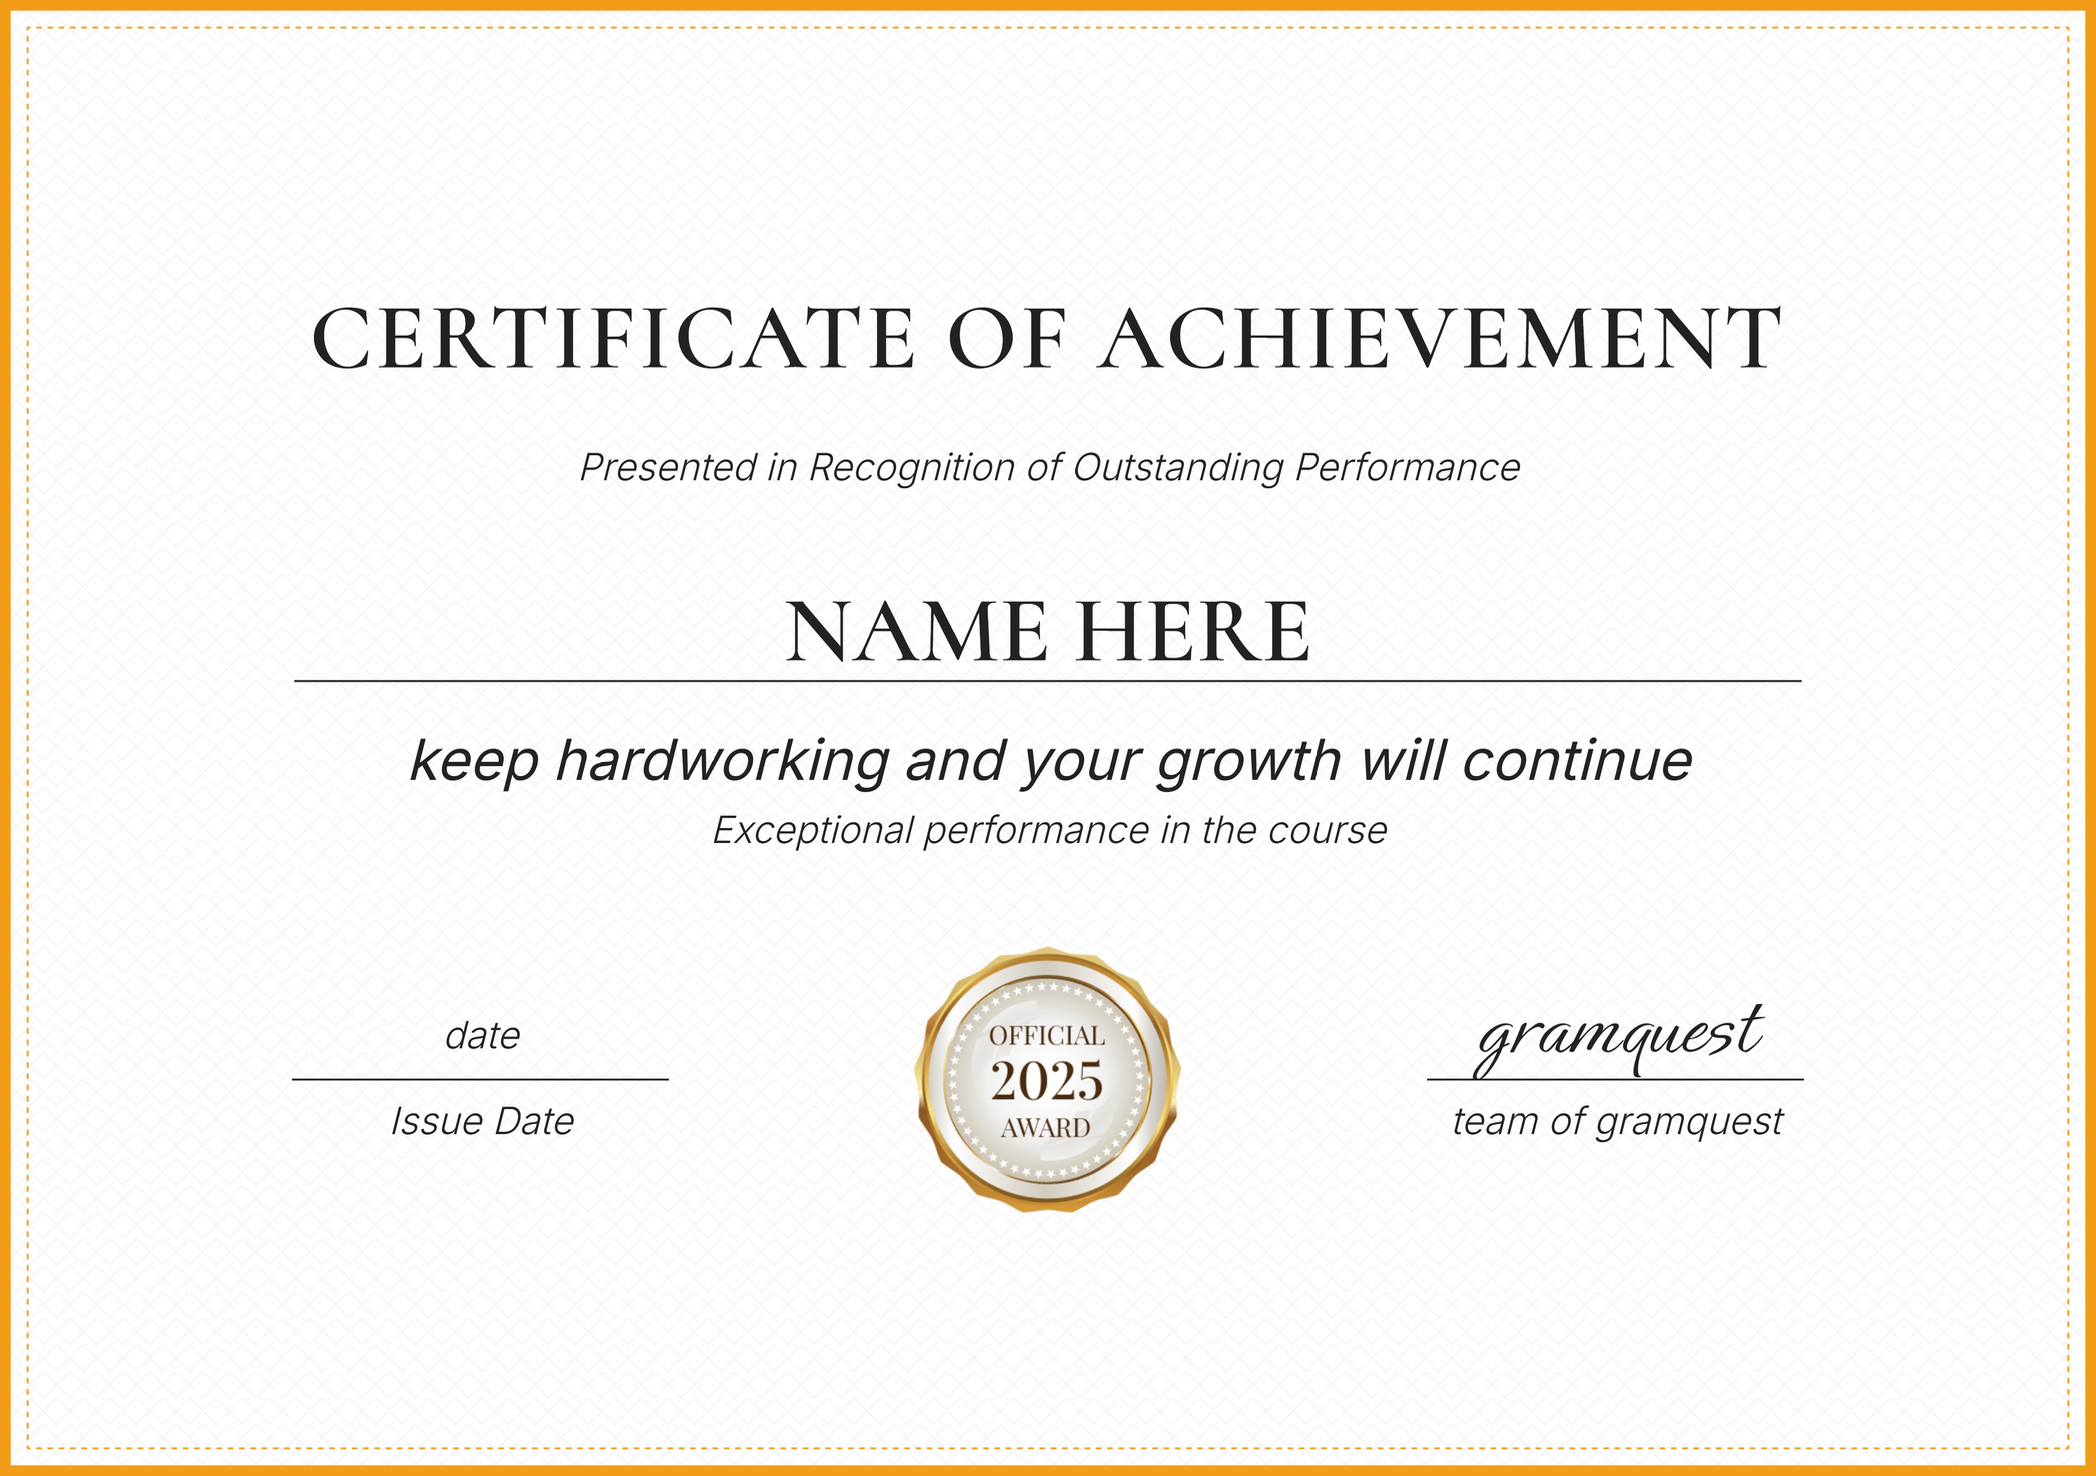 CERTIFICATE OF ACHIEVEMENT
Presented in Recognition of Outstanding Performance
NAME HERE
keep hardworking and your growth will continue
Exceptional performance in the course
date
Issue Date
OFFICIAL
2025
AWARD
gramquest
team of gramquest